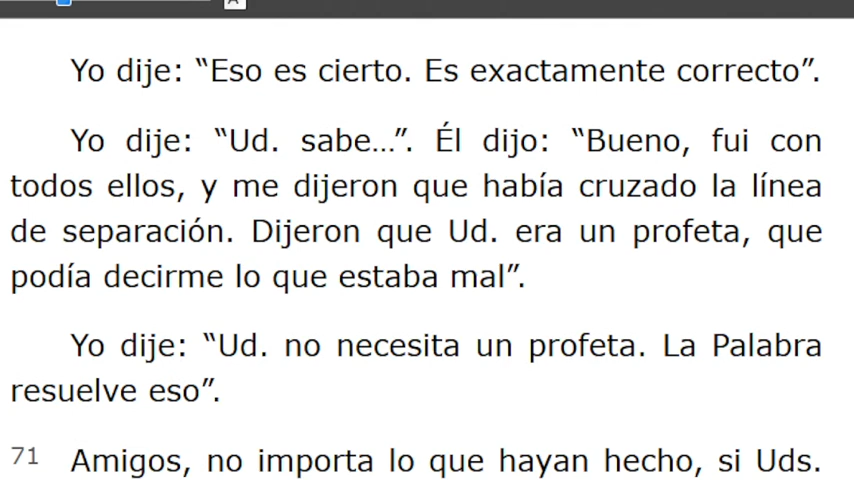 Yo dije: “Eso es cierto. Es exactamente correcto”.
Yo dije: “Ud. sabe...”. Él dijo: “Bueno, fui con
todos ellos, y me dijeron que había cruzado la línea
de separación. Dijeron que Ud. era un profeta, que
podía decirme lo que estaba mal”.
Yo dije: “Ud. no necesita un profeta. La Palabra
resuelve eso”.
71 Amigos, no importa lo que hayan hecho, si Uds.